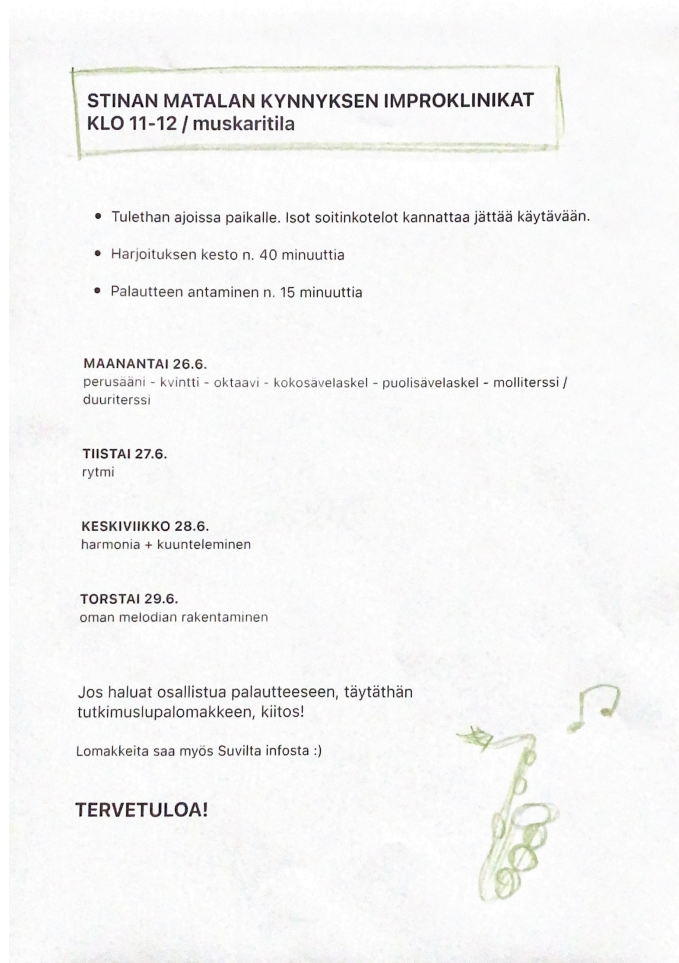 STINAN MATALAN KYNNYKSEN IMPROKLINIKAT
KLO 11-12 / muskaritila
• Tulethan ajoissa paikalle. Isot soitinkotelot kannattaa jättää käytävään.
• Harjoituksen kesto n. 40 minuuttia
• Palautteen antaminen n. 15 minuuttia
MAANANTAI 26.6.
perusääni - kvintti - oktaavi - kokosävelaskel - puolisävelaskel - molliterssi /
duuriterssi
TIISTAI 27.6.
rytmi
KESKIVIIKKO 28.6.
harmonia + kuunteleminen
TORSTAI 29.6.
oman melodian rakentaminen
Jos haluat osallistua palautteeseen, täytäthän
tutkimuslupalomakkeen, kiitos!
Lomakkeita saa myös Suvilta infosta :)
TERVETULOA!